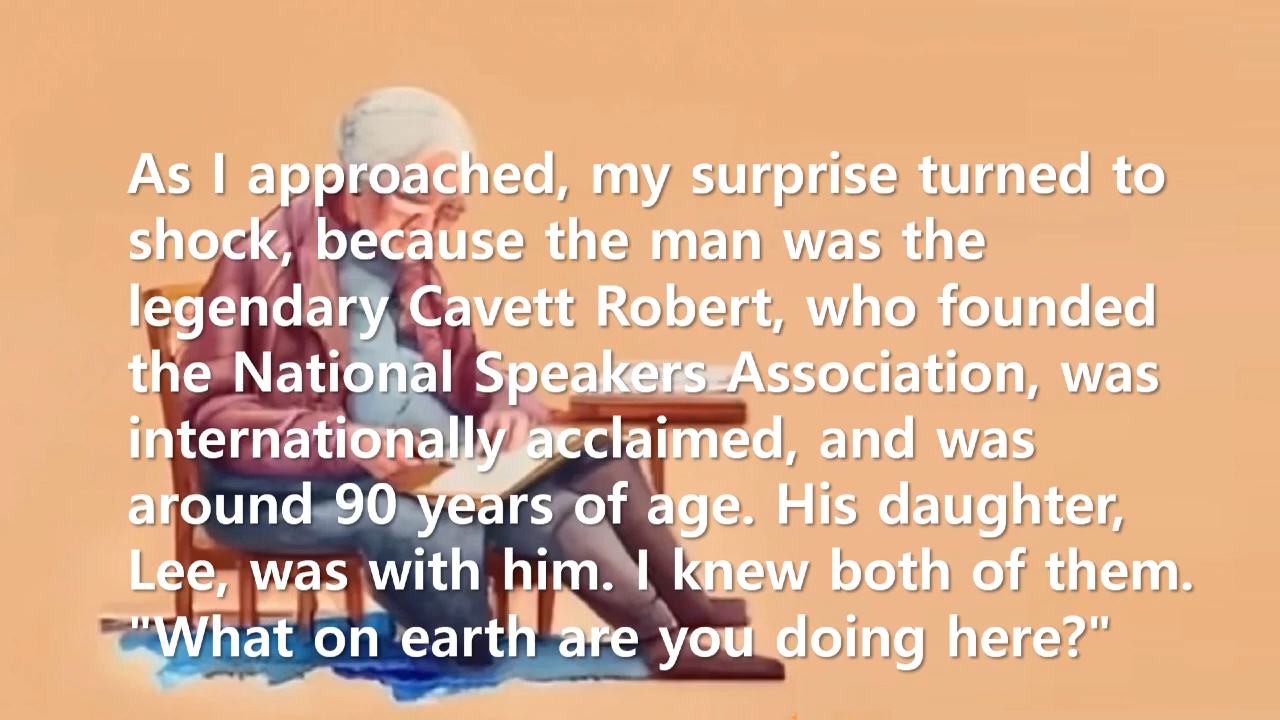 As I approached, my surprise turned to
shock, because the man was the
legendary Cavett Robert, who founded
the National Speakers Association, was
internationally acclaimed, and was
around 90 years of age. His daughter,
Lee, was with him. I knew both of them.
"What on earth are you doing here?"